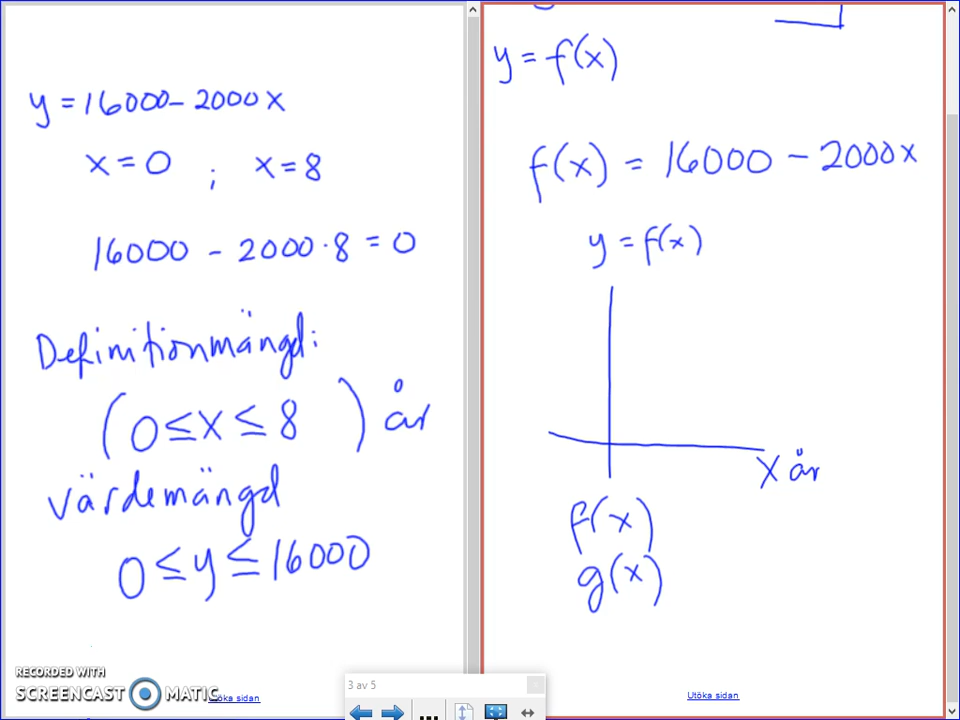 y = 16000 - 2000x
x = 0 ; x = 8
16000 - 2000 · 8 = 0
Definitionmängd:
(0 ≤ x ≤ 8) år
värdemängd
0 ≤ y ≤ 16000
RECORDED WITH
SCREENCAST MATIC
Utöka sidan
y = f(x)
f(x) = 16000 - 2000x
y = f(x)
x år
f(x)
g(x)
Utöka sidan
3 av 5